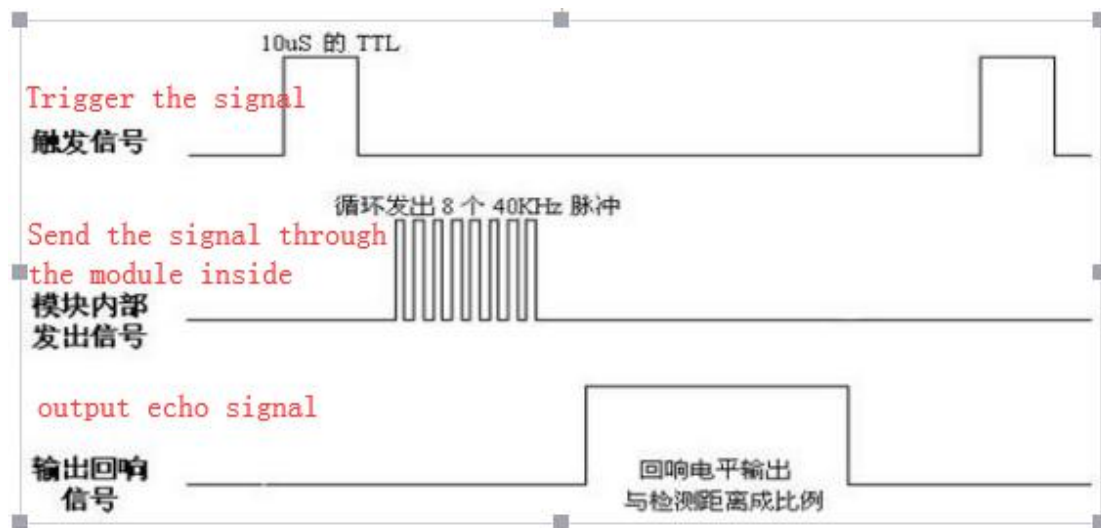 10uS 的 TTL
Trigger the signal
触发信号
循环发出 8 个 40KHz 脉冲
Send the signal through
the module inside
模块内部
发出信号
output echo signal
输出回响
信号
回响电平输出
与检测距离成比例